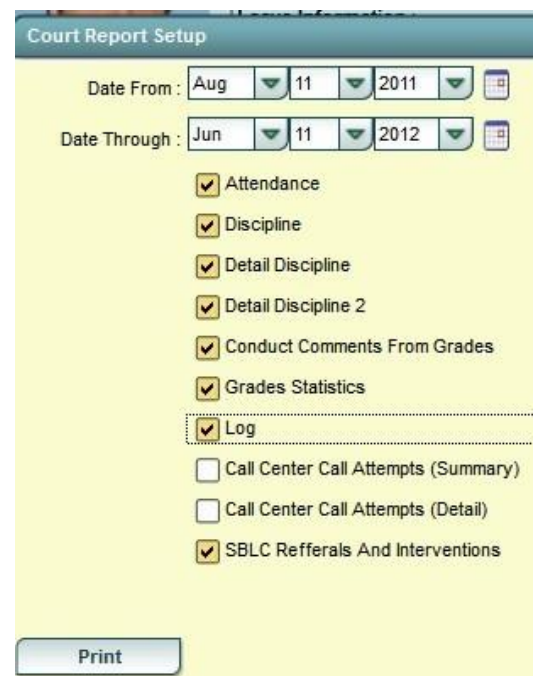 Court Report Setup
Date From : Aug 11 2011
Date Through : Jun 11 2012
Attendance
Discipline
Detail Discipline
Detail Discipline 2
Conduct Comments From Grades
Grades Statistics
Log
Call Center Call Attempts (Summary)
Call Center Call Attempts (Detail)
SBLC Refferals And Interventions
Print